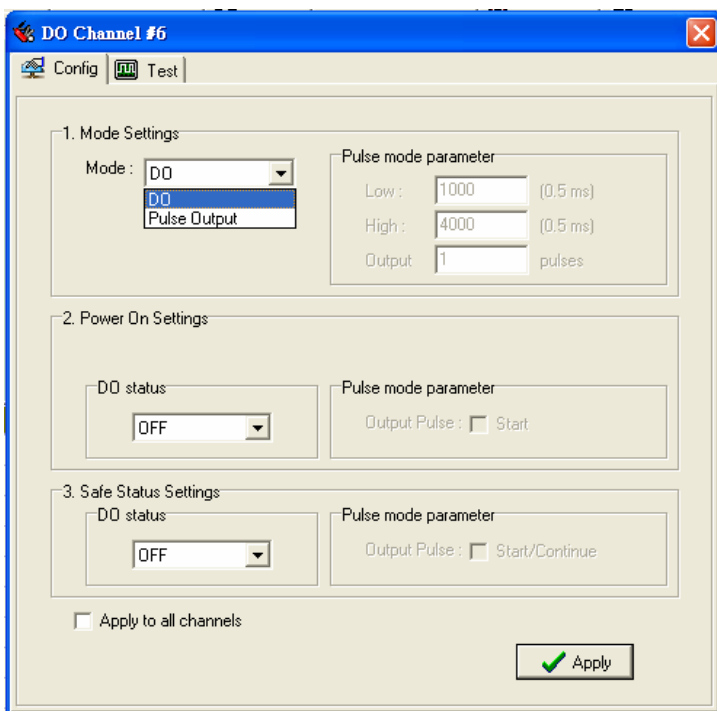 DO Channel #6
Config Test
1. Mode Settings
Mode : DO
DO
Pulse Output
Pulse mode parameter
Low : 1000 (0.5 ms)
High : 4000 (0.5 ms)
Output 1 pulses
2. Power On Settings
DO status
OFF
Pulse mode parameter
Output Pulse : Start
3. Safe Status Settings
DO status
OFF
Pulse mode parameter
Output Pulse : Start/Continue
Apply to all channels
Apply